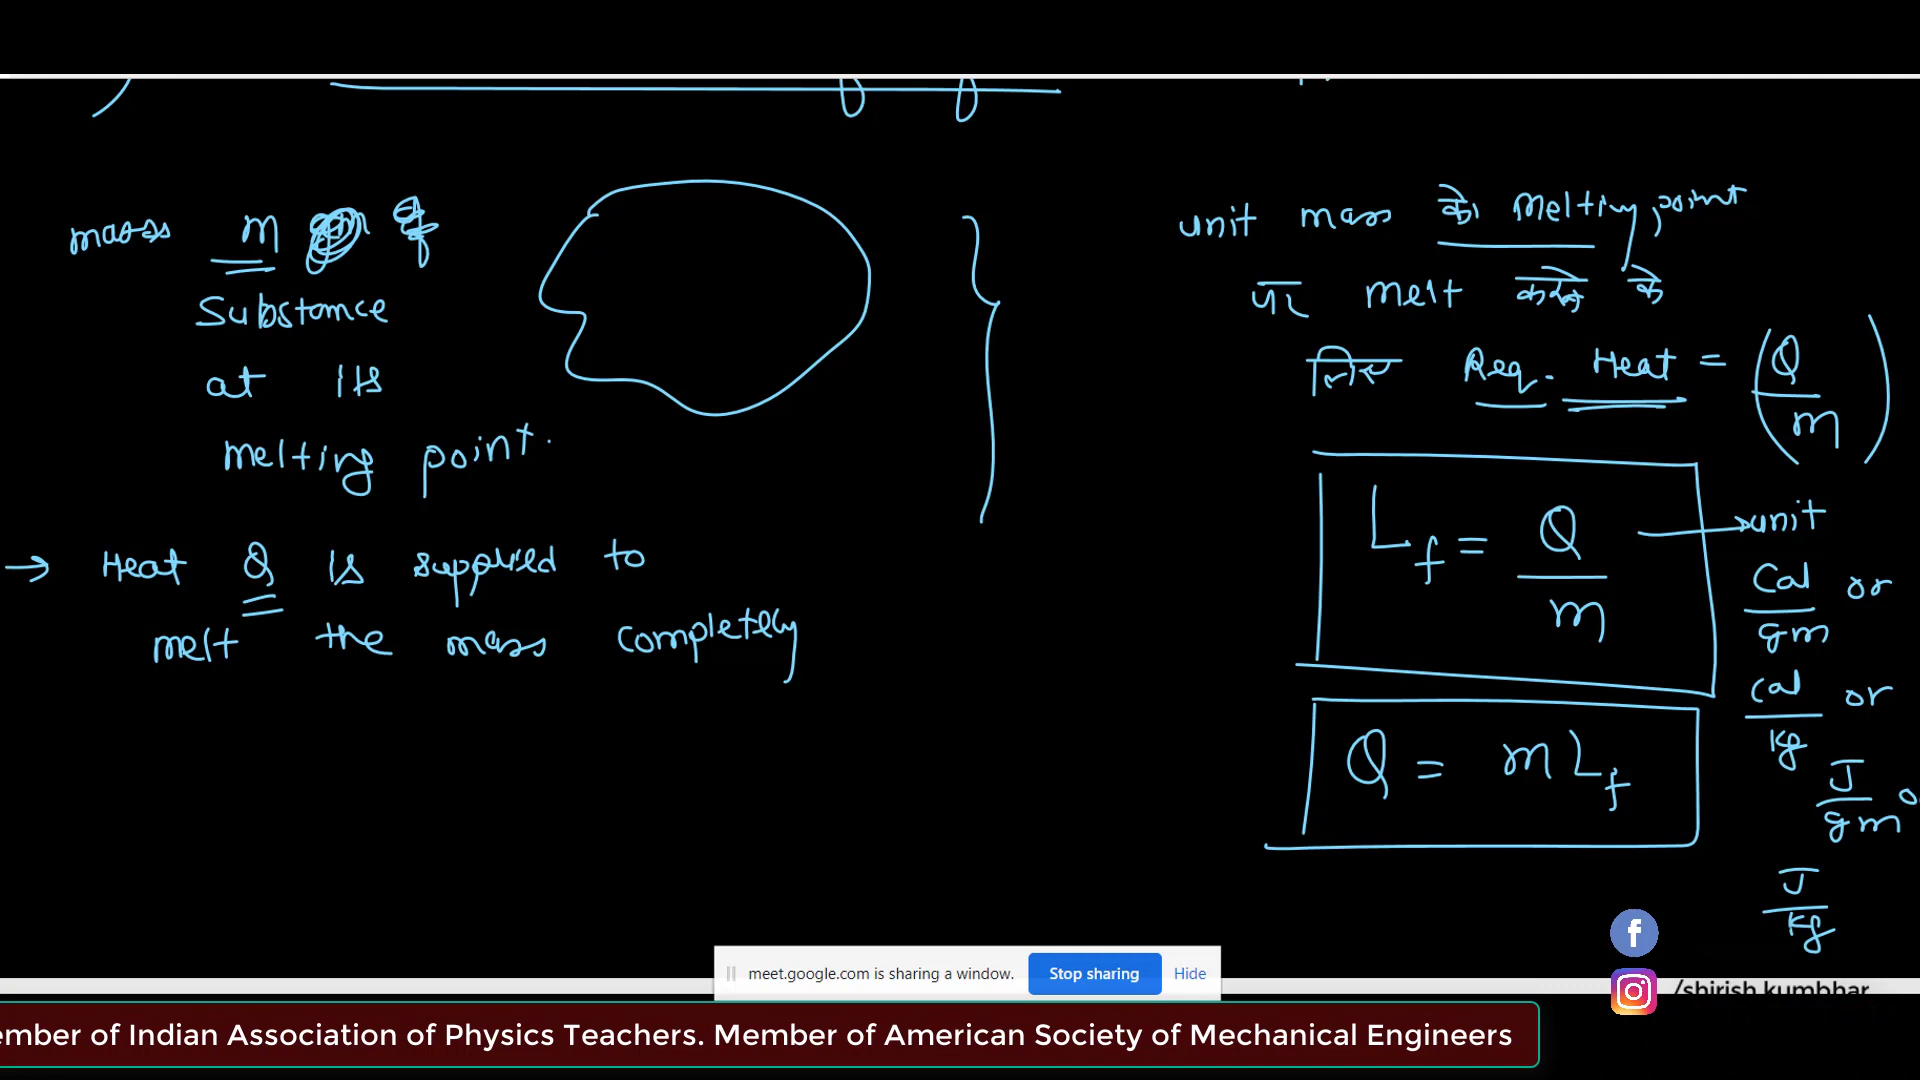 mass m of
Substance
at its
melting point.
→ Heat Q is supplied to
melt the mass completely
unit mass को melting point
पर melt करने के
लिए Req. Heat = (Q/m)
L_f = Q/m → unit
Cal/gm or
Cal/kg or
J/gm
J/kg
Q = m L_f
meet.google.com is sharing a window. Stop sharing Hide
/shirish kumbhar
ember of Indian Association of Physics Teachers. Member of American Society of Mechanical Engineers